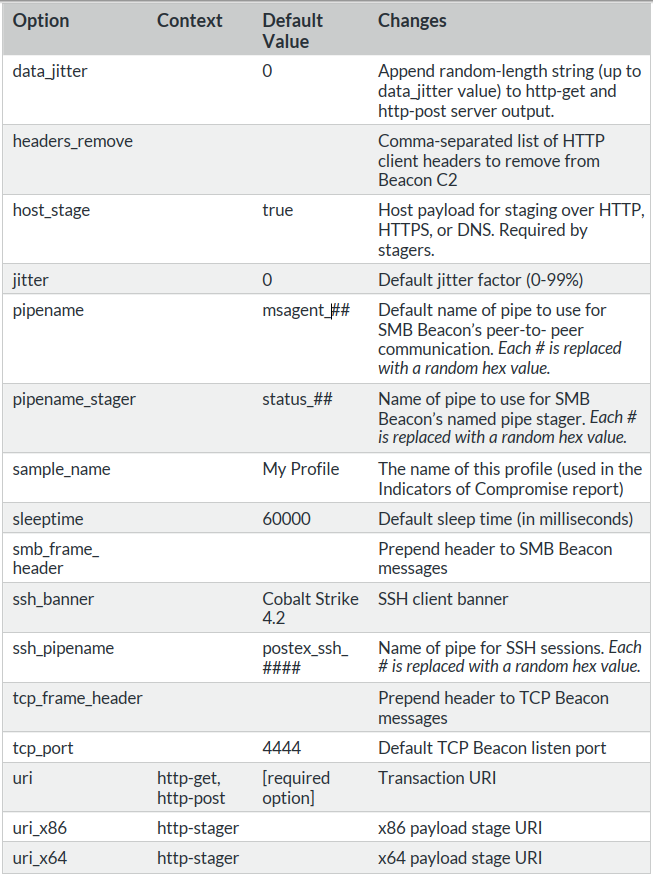 Option Context Default Changes
Value
data_jitter 0 Append random-length string (up to
data_jitter value) to http-get and
http-post server output.
headers_remove Comma-separated list of HTTP
client headers to remove from
Beacon C2
host_stage true Host payload for staging over HTTP,
HTTPS, or DNS. Required by
stagers.
jitter 0 Default jitter factor (0-99%)
pipename msagent_## Default name of pipe to use for
SMB Beacon's peer-to- peer
communication. Each # is replaced
with a random hex value.
pipename_stager status_## Name of pipe to use for SMB
Beacon's named pipe stager. Each #
is replaced with a random hex value.
sample_name My Profile The name of this profile (used in the
Indicators of Compromise report)
sleeptime 60000 Default sleep time (in milliseconds)
smb_frame_ Prepend header to SMB Beacon
header messages
ssh_banner Cobalt Strike SSH client banner
4.2
ssh_pipename postex_ssh_ Name of pipe for SSH sessions. Each
#### # is replaced with a random hex value.
tcp_frame_header Prepend header to TCP Beacon
messages
tcp_port 4444 Default TCP Beacon listen port
uri http-get, [required Transaction URI
http-post option]
uri_x86 http-stager x86 payload stage URI
uri_x64 http-stager x64 payload stage URI